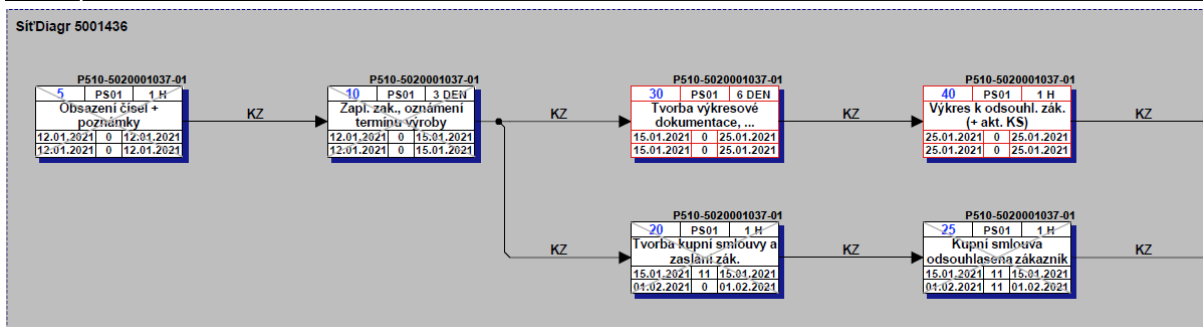 SíťDiagr 5001436
P510-5020001037-01
5 PS01 1 H
Obsazení čísel +
poznámky
12.01.2021 0 12.01.2021
12.01.2021 0 12.01.2021
KZ
P510-5020001037-01
10 PS01 3 DEN
Zapl. zak., oznámení
termínu výroby
12.01.2021 0 15.01.2021
12.01.2021 0 15.01.2021
KZ
P510-5020001037-01
30 PS01 6 DEN
Tvorba výkresové
dokumentace, ...
15.01.2021 0 25.01.2021
15.01.2021 0 25.01.2021
KZ
P510-5020001037-01
40 PS01 1 H
Výkres k odsouhl. zák.
(+ akt. KS)
25.01.2021 0 25.01.2021
25.01.2021 0 25.01.2021
KZ
P510-5020001037-01
20 PS01 1 H
Tvorba kupní smlouvy a
zaslání zák.
15.01.2021 11 15.01.2021
01.02.2021 0 01.02.2021
KZ
P510-5020001037-01
25 PS01 1 H
Kupní smlouva
odsouhlasena zákazník
15.01.2021 11 15.01.2021
01.02.2021 11 01.02.2021